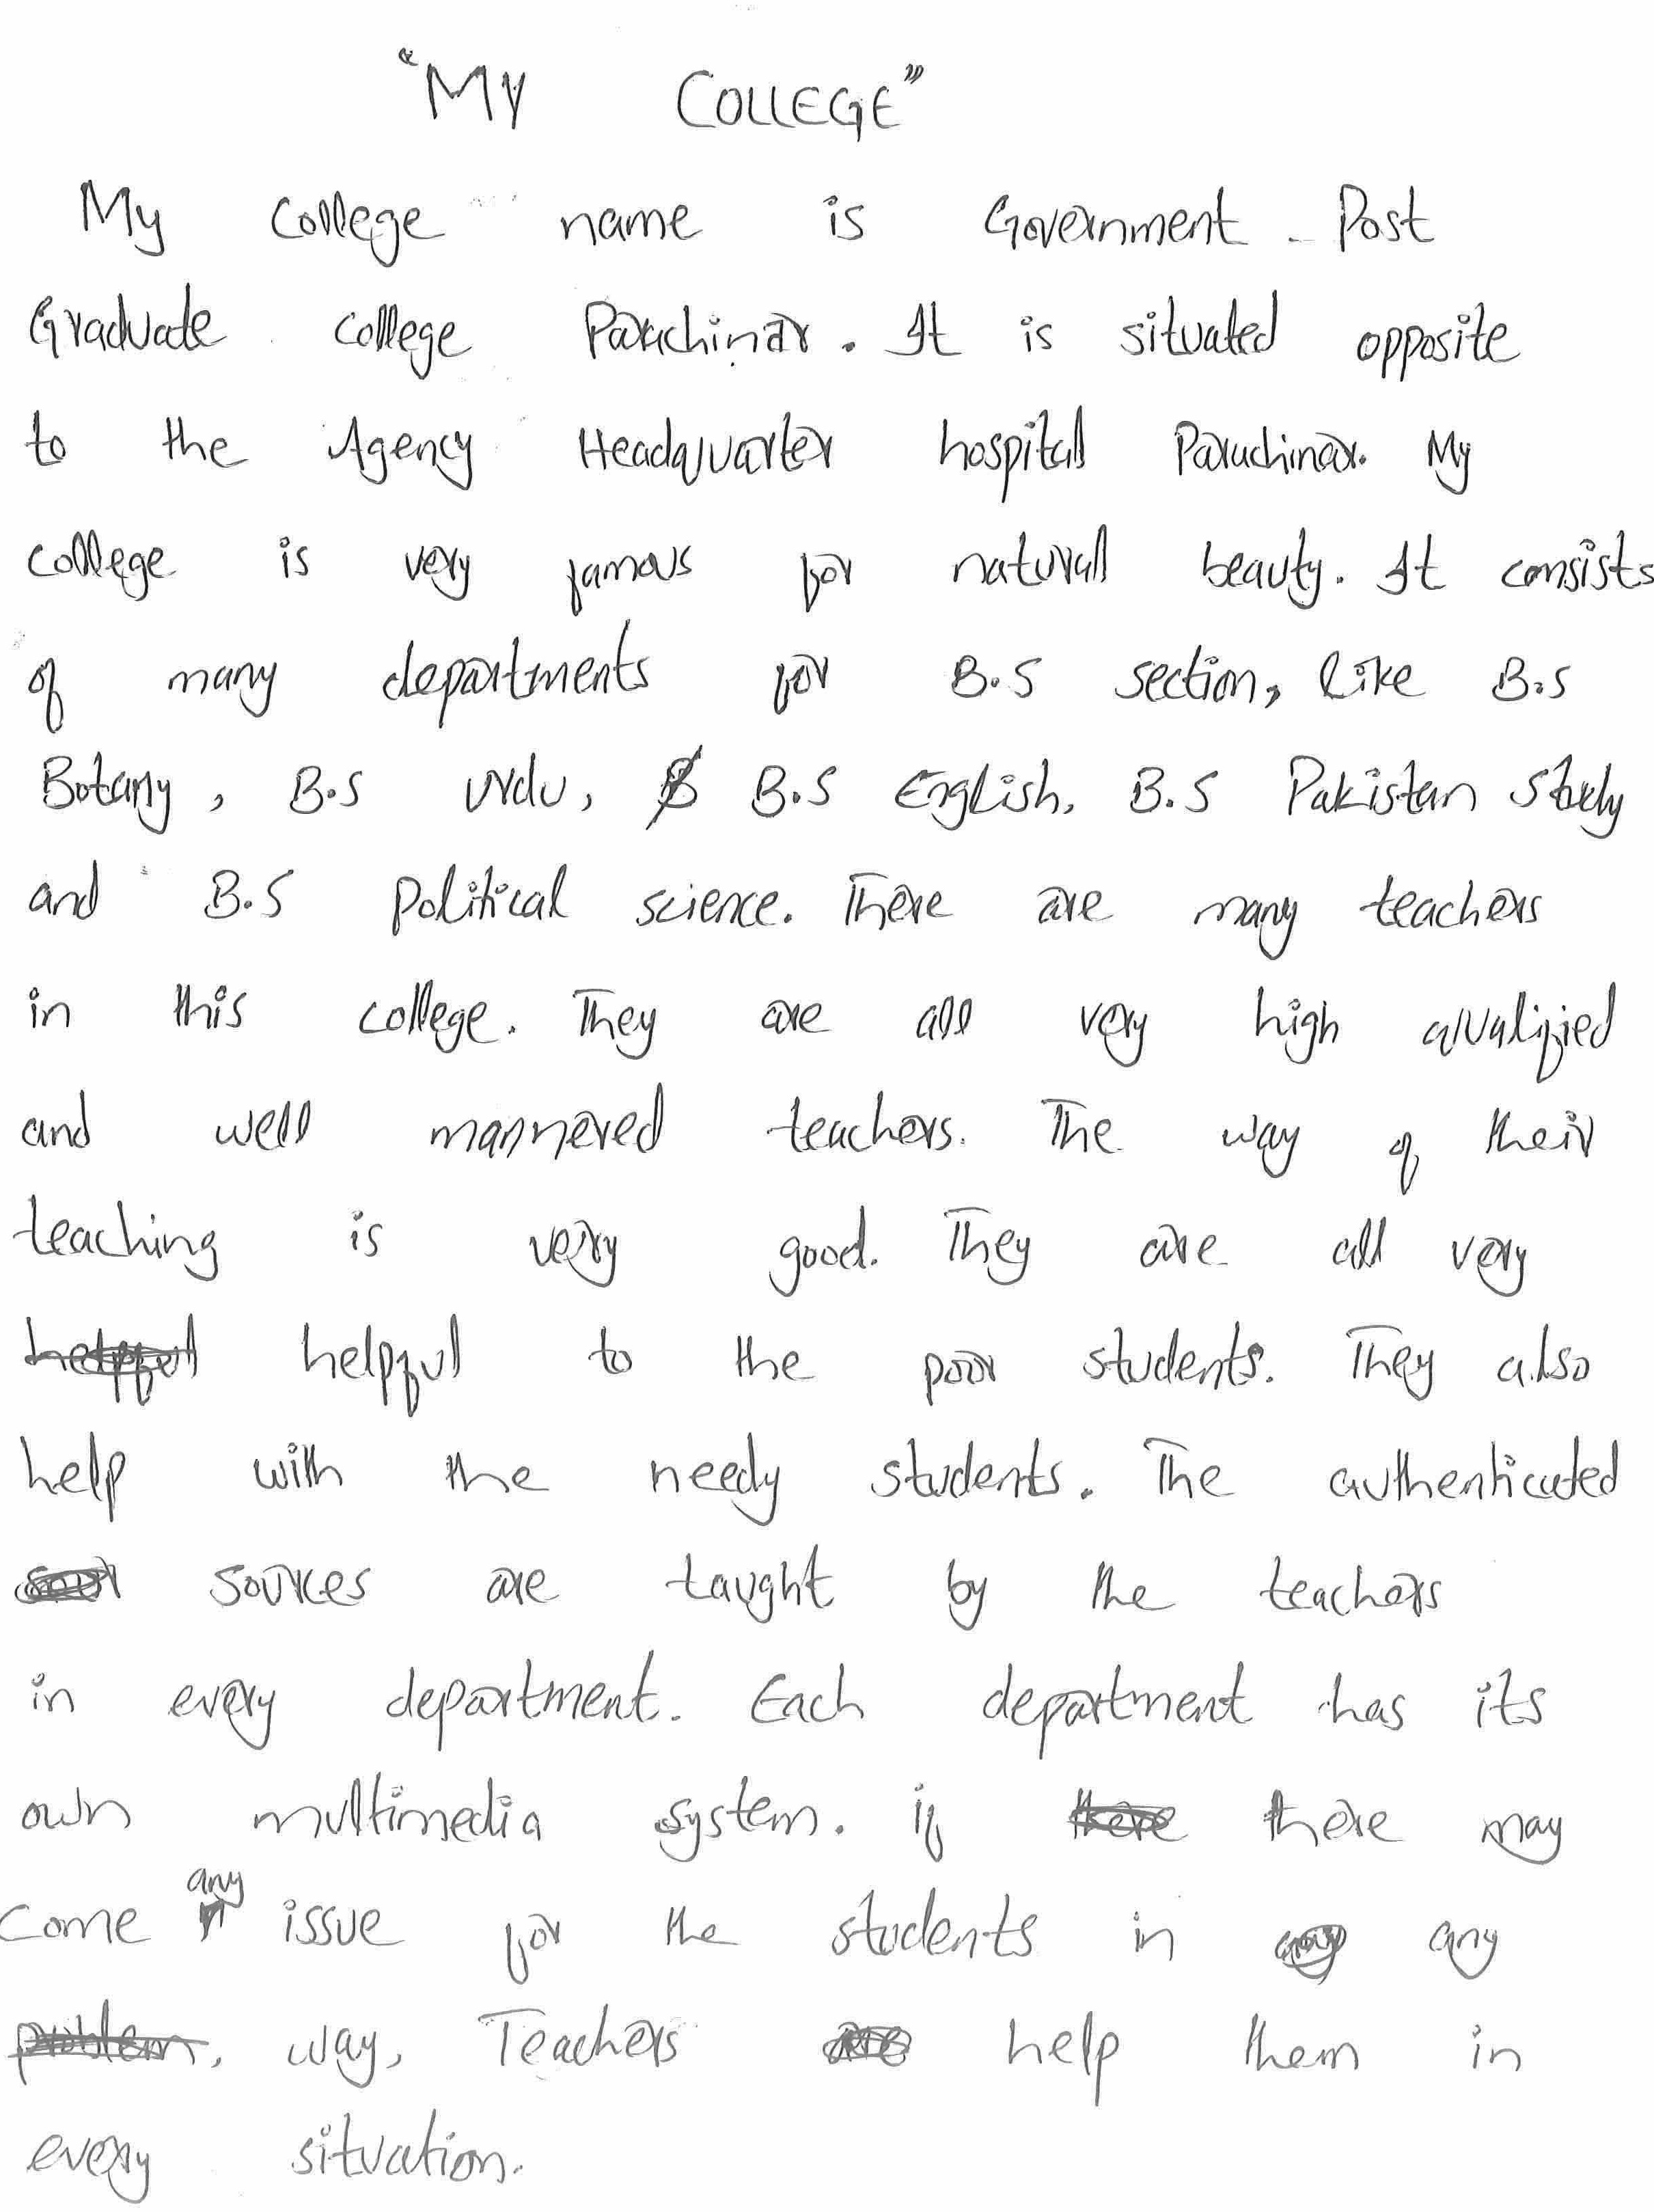 "MY COLLEGE"
My College name is Government Post
Graduate college Parachinar. It is situated opposite
to the Agency Headquarter hospital Parachinar. My
college is very famous for natural beauty. It consists
of many departments for B.S section, like B.S
Botany, B.S Urdu, B.S English, B.S Pakistan study
and B.S Political science. There are many teachers
in this college. They are all very high qualified
and well mannered teachers. The way of their
teaching is very good. They are all very
helpful to the poor students. They also
help with the needy students. The authenticated
sources are taught by the teachers
in every department. Each department has its
own multimedia system. if there may
come any issue for the students in any
way, Teachers help them in
every situation.